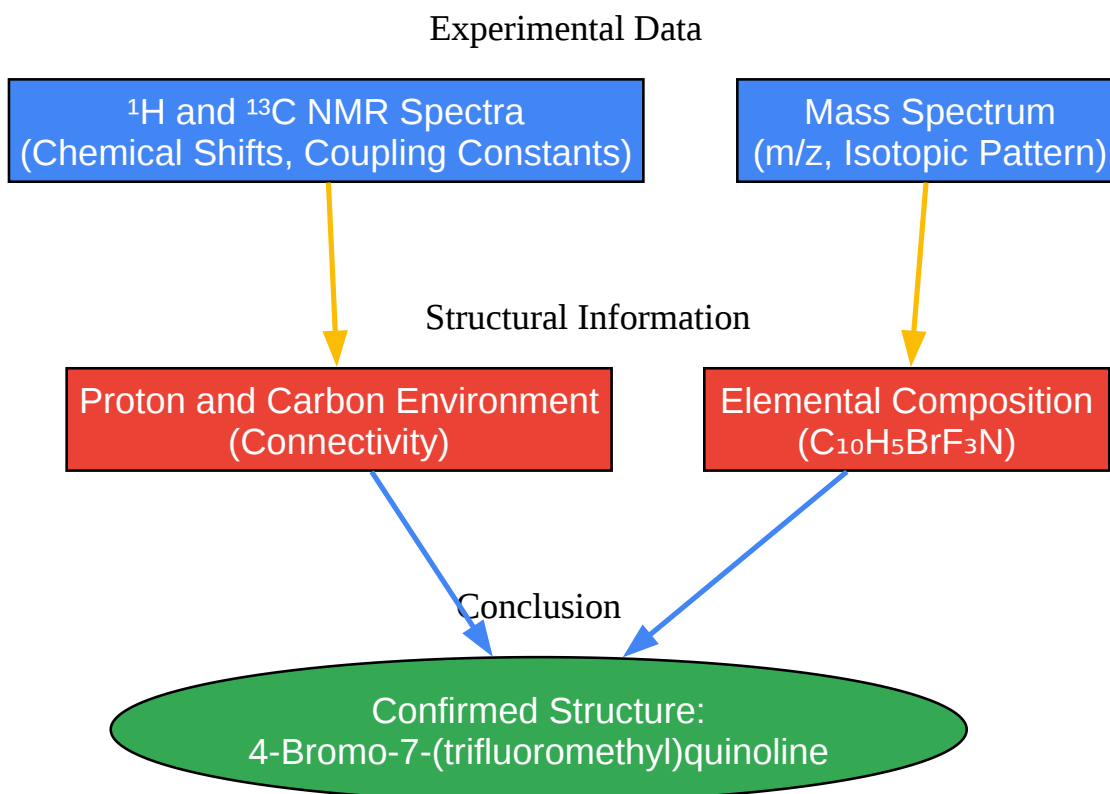 Experimental Data
¹H and ¹³C NMR Spectra
(Chemical Shifts, Coupling Constants)
Mass Spectrum
(m/z, Isotopic Pattern)
Structural Information
Proton and Carbon Environment
(Connectivity)
Elemental Composition
(C₁₀H₅BrF₃N)
Conclusion
Confirmed Structure:
4-Bromo-7-(trifluoromethyl)quinoline